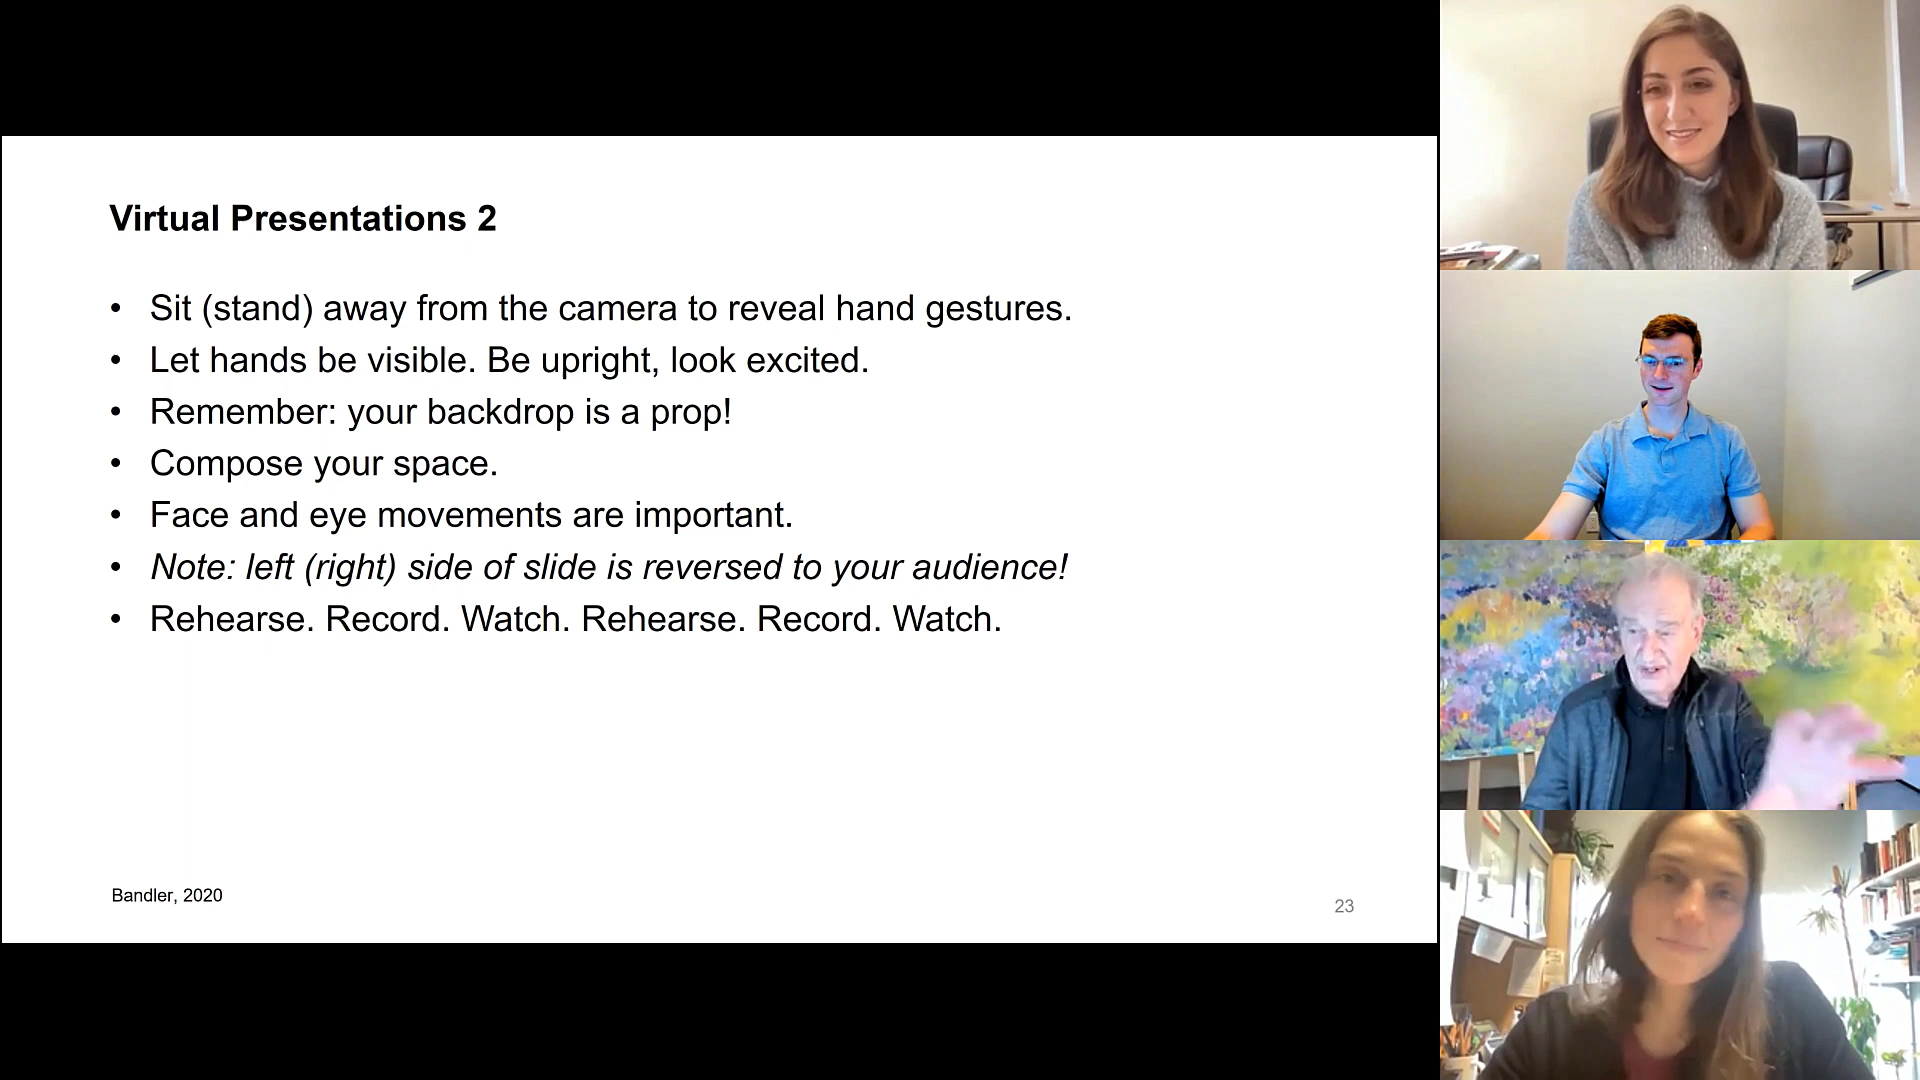 Virtual Presentations 2
• Sit (stand) away from the camera to reveal hand gestures.
• Let hands be visible. Be upright, look excited.
• Remember: your backdrop is a prop!
• Compose your space.
• Face and eye movements are important.
• Note: left (right) side of slide is reversed to your audience!
• Rehearse. Record. Watch. Rehearse. Record. Watch.
Bandler, 2020
23